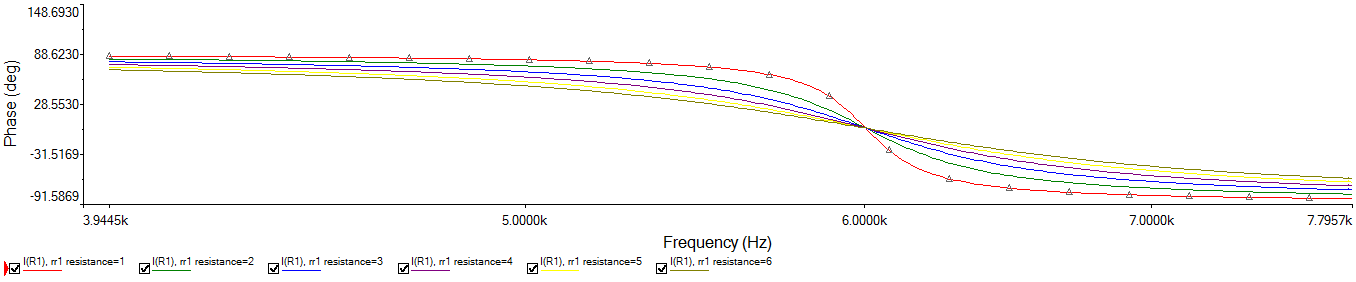 148.6930
88.6230
28.5530
-31.5169
-91.5869
Phase (deg)
3.9445k 5.0000k 6.0000k 7.0000k 7.7957k
Frequency (Hz)
I(R1), rr1 resistance=1 I(R1), rr1 resistance=2 I(R1), rr1 resistance=3 I(R1), rr1 resistance=4 I(R1), rr1 resistance=5 I(R1), rr1 resistance=6